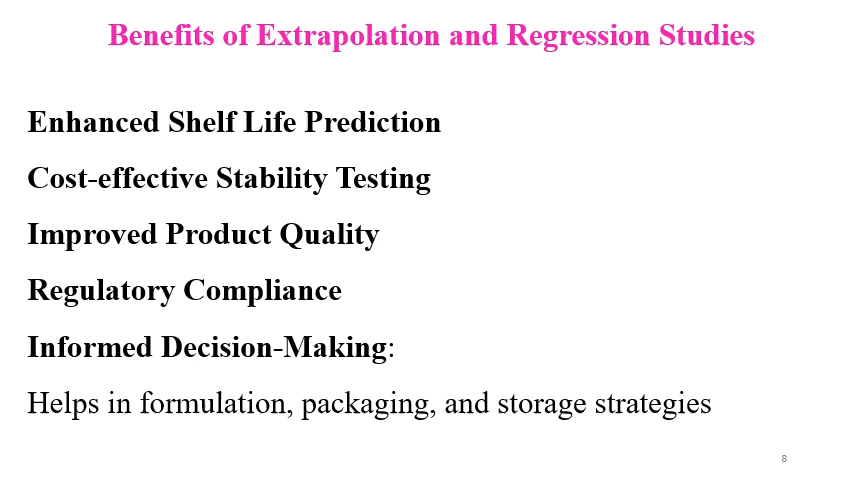 Benefits of Extrapolation and Regression Studies
Enhanced Shelf Life Prediction
Cost-effective Stability Testing
Improved Product Quality
Regulatory Compliance
Informed Decision-Making:
Helps in formulation, packaging, and storage strategies
8